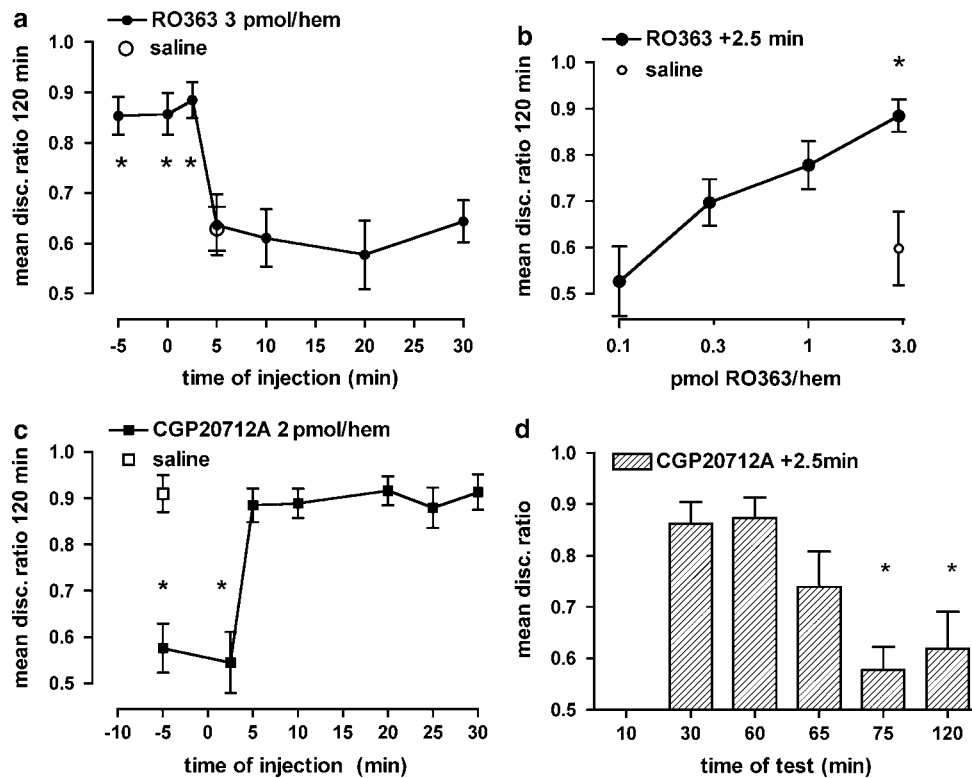 a
RO363 3 pmol/hem
saline
mean disc. ratio 120 min
1.0
0.9
0.8
0.7
0.6
0.5
* * *
-5 0 5 10 15 20 25 30
time of injection (min)
b
RO363 +2.5 min
saline
mean disc. ratio 120 min
1.0
0.9
0.8
0.7
0.6
0.5
*
0.1 0.3 1 3.0
pmol RO363/hem
c
CGP20712A 2 pmol/hem
saline
mean disc. ratio 120 min
1.0
0.9
0.8
0.7
0.6
0.5
* *
-10 -5 0 5 10 15 20 25 30
time of injection (min)
d
CGP20712A +2.5min
mean disc. ratio
1.0
0.9
0.8
0.7
0.6
0.5
* *
10 30 60 65 75 120
time of test (min)